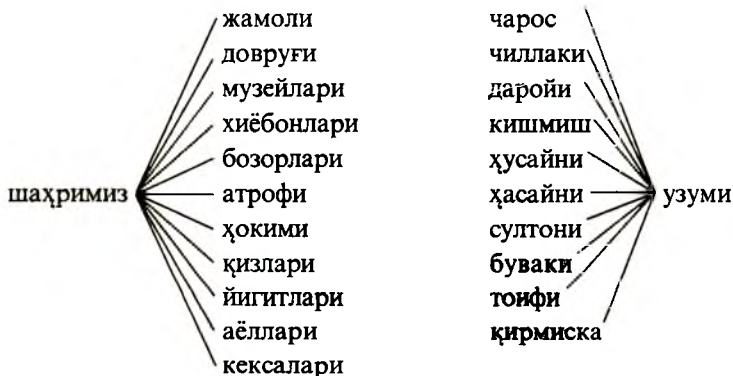 жамоли
довруғи
музейлари
хиёбонлари
бозорлари
шаҳримиз атрофи
ҳокими
қизлари
йигитлари
аёллари
кексалари
чарос
чиллаки
даройи
кишмиш
ҳусайни
ҳасайни узуми
султони
буваки
тоифи
қирмиска